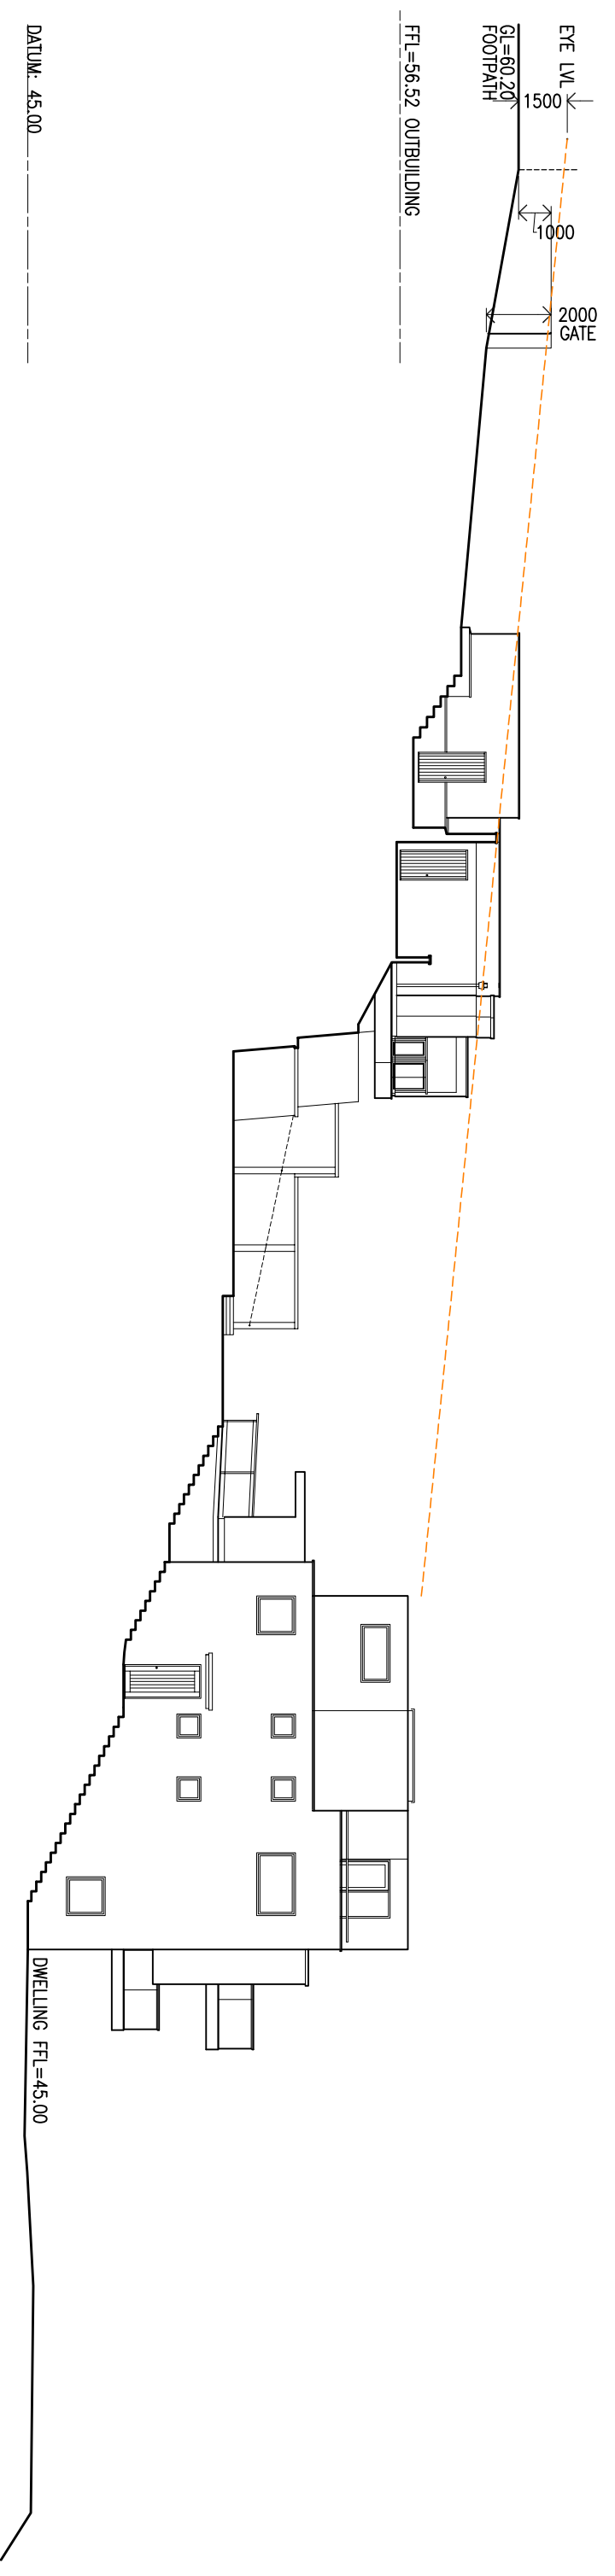 EYE LVL
1500
GL=60.20
FOOTPATH
1000
2000
GATE
FFL=56.52 OUTBUILDING
DATUM: 45.00
DWELLING FFL=45.00